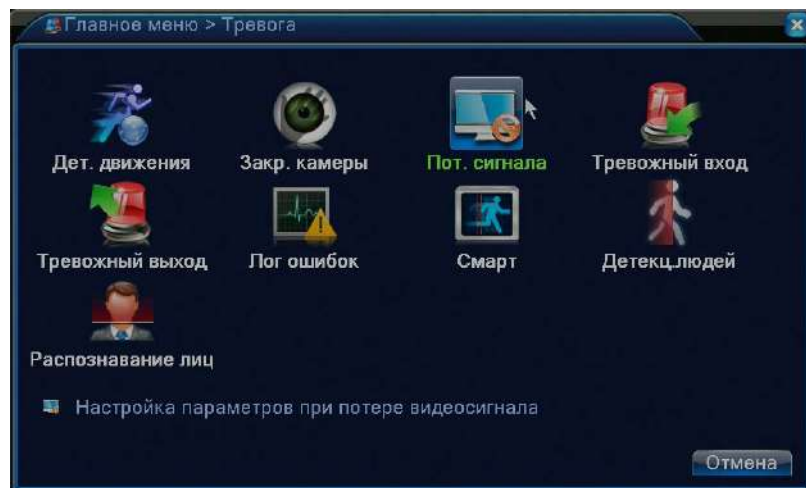 Главное меню > Тревога
Дет. движения Закр. камеры Пот. сигнала Тревожный вход
Тревожный выход Лог ошибок Смарт Детекц.людей
Распознавание лиц
Настройка параметров при потере видеосигнала
Отмена